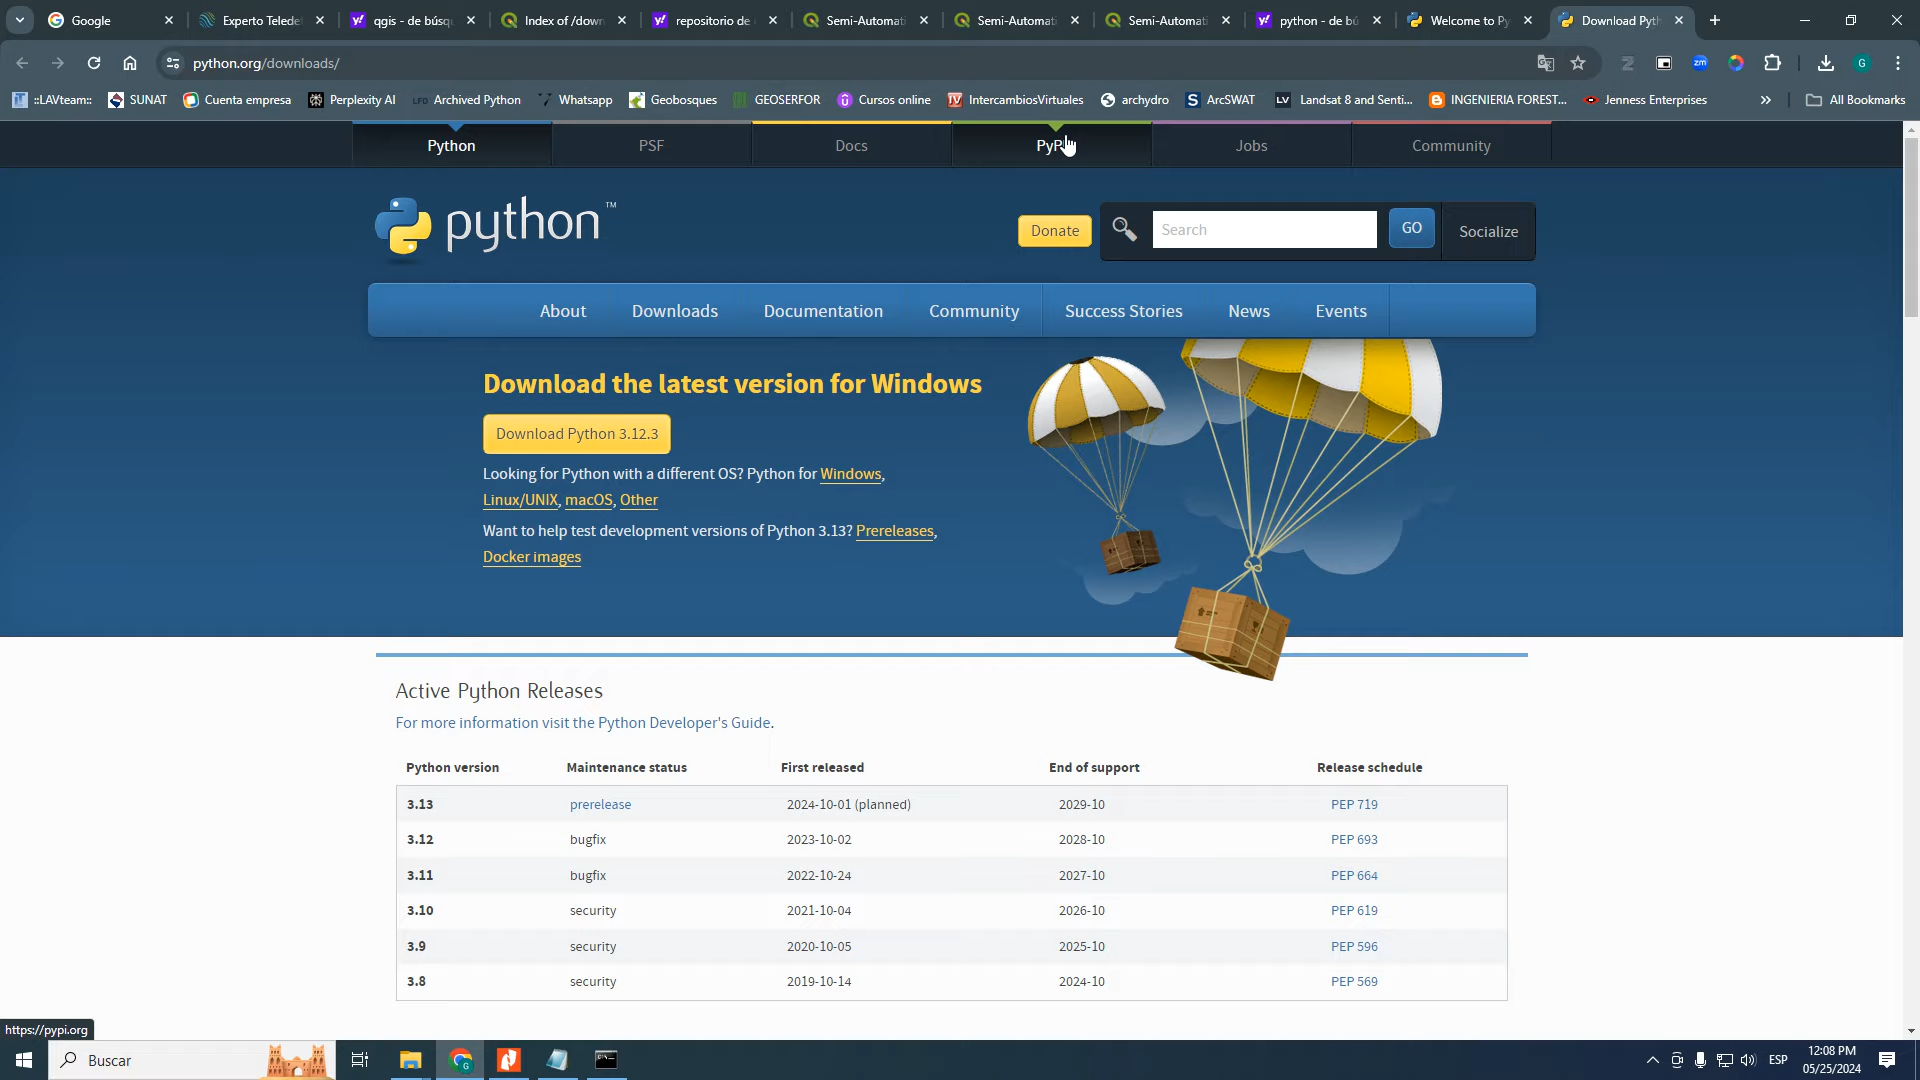 Google
Experto Teledet
qgis - de búsqu
Index of /down
repositorio de
Semi-Automati
Semi-Automati
Semi-Automati
python - de bú
Welcome to Py
Download Pyth
python.org/downloads/
::LAVteam::
SUNAT
Cuenta empresa
Perplexity AI
LFD Archived Python
Whatsapp
Geobosques
GEOSERFOR
Cursos online
IntercambiosVirtuales
archydro
ArcSWAT
Landsat 8 and Senti...
INGENIERIA FOREST...
Jenness Enterprises
»
All Bookmarks
Python
PSF
Docs
PyP
Jobs
Community
python™
Donate
Search
GO
Socialize
About
Downloads
Documentation
Community
Success Stories
News
Events
Download the latest version for Windows
Download Python 3.12.3
Looking for Python with a different OS? Python for Windows,
Linux/UNIX, macOS, Other
Want to help test development versions of Python 3.13? Prereleases,
Docker images
Active Python Releases
For more information visit the Python Developer's Guide.
Python version Maintenance status First released End of support Release schedule
3.13 prerelease 2024-10-01 (planned) 2029-10 PEP 719
3.12 bugfix 2023-10-02 2028-10 PEP 693
3.11 bugfix 2022-10-24 2027-10 PEP 664
3.10 security 2021-10-04 2026-10 PEP 619
3.9 security 2020-10-05 2025-10 PEP 596
3.8 security 2019-10-14 2024-10 PEP 569
https://pypi.org
Buscar
ESP
12:08 PM
05/25/2024